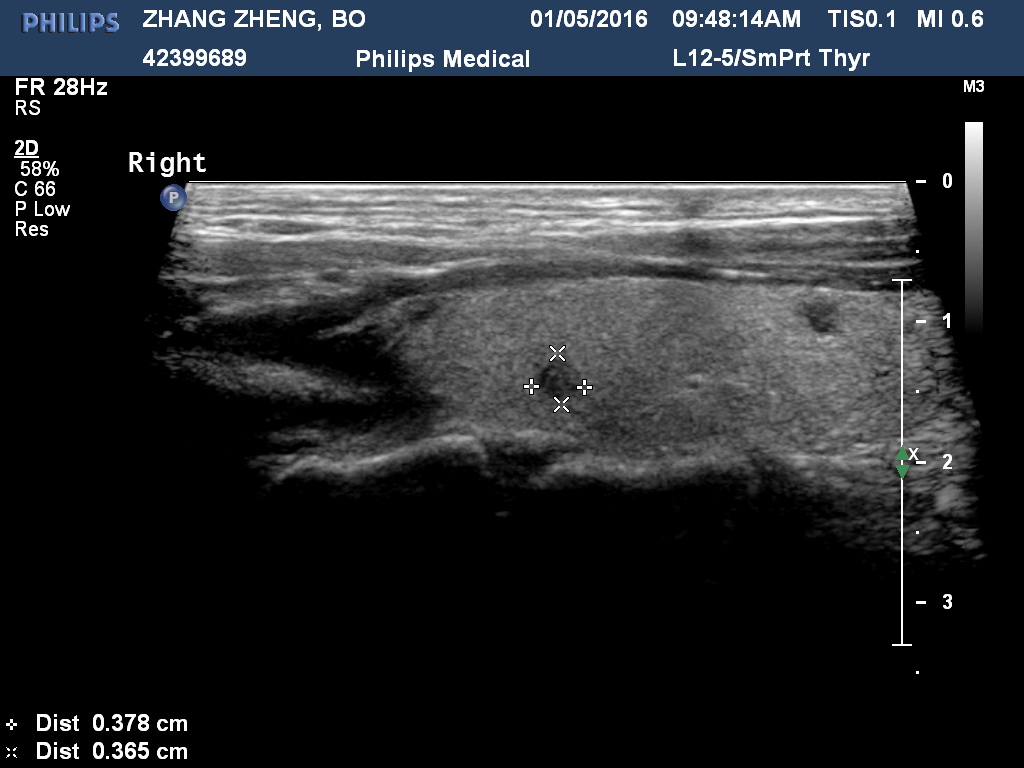 PHILIPS ZHANG ZHENG, BO 01/05/2016 09:48:14AM TIS0.1 MI 0.6
42399689 Philips Medical L12-5/SmPrt Thyr
FR 28Hz
RS
M3
2D
58%
C 66
P Low
Res
Right
P
0
1
X
2
3
Dist 0.378 cm
Dist 0.365 cm